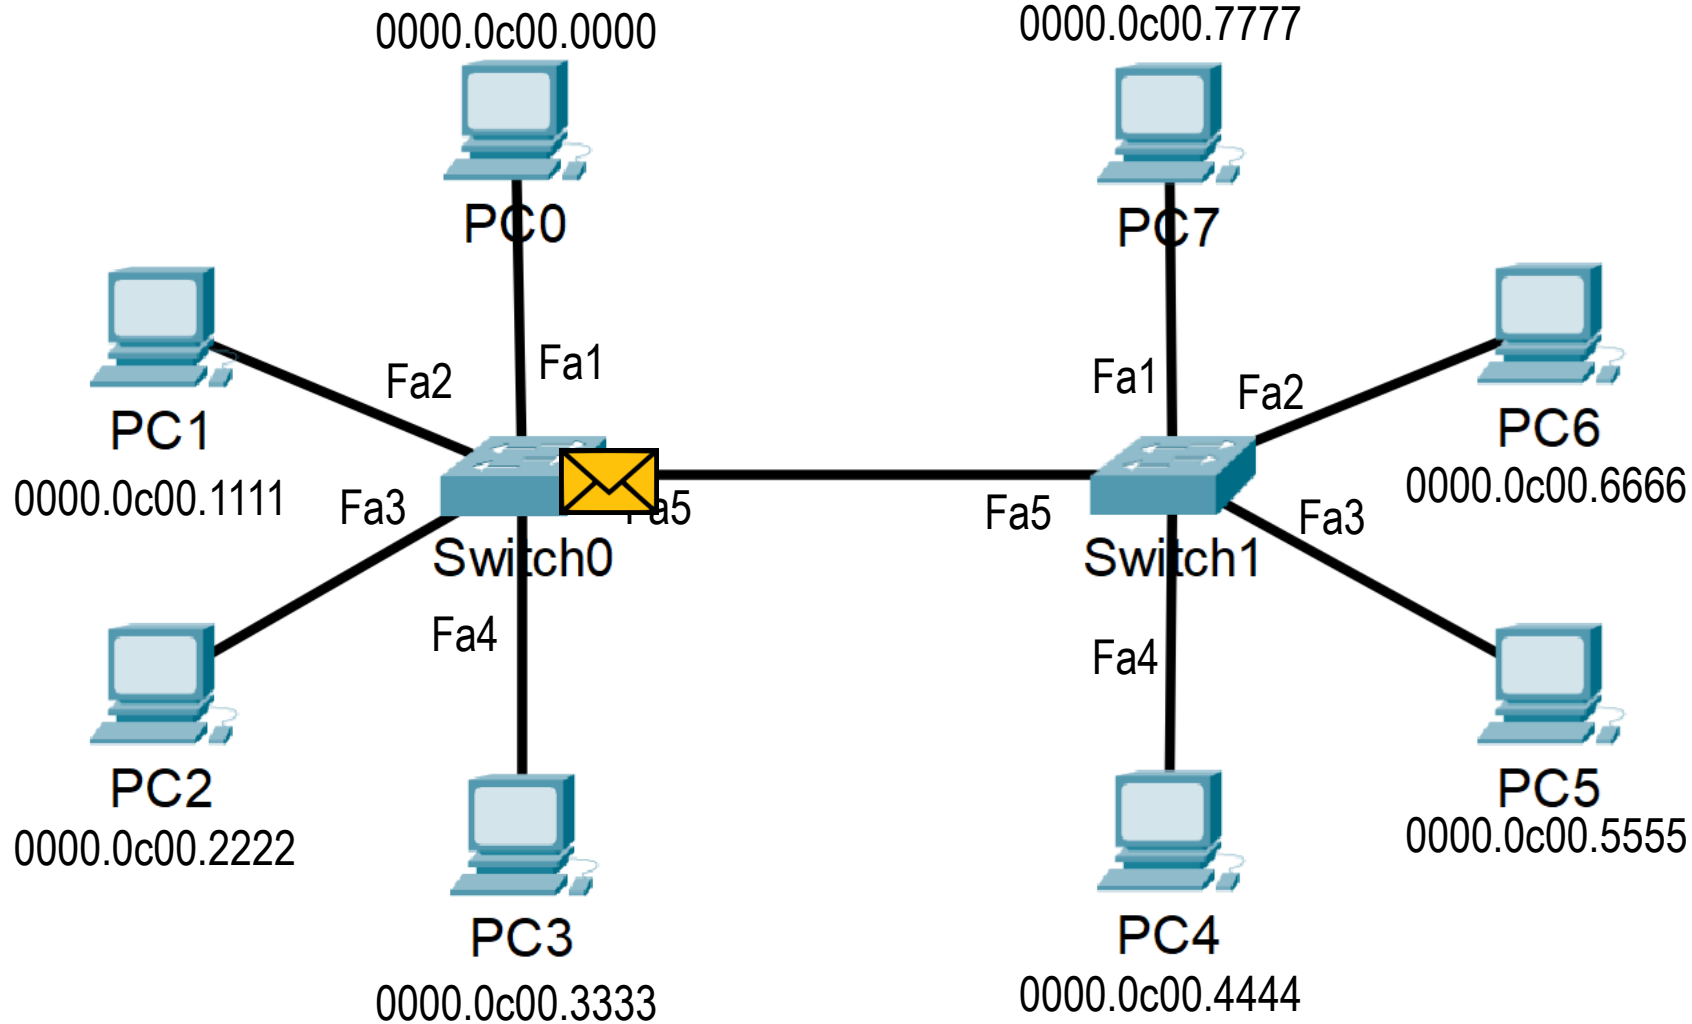 0000.0c00.0000
0000.0c00.7777
PC0
PC7
Fa1
Fa2
Fa1
Fa2
PC1
0000.0c00.1111
PC6
0000.0c00.6666
Fa3
Fa5
Fa5
Fa3
Switch0
Switch1
Fa4
Fa4
PC2
0000.0c00.2222
PC5
0000.0c00.5555
PC3
0000.0c00.3333
PC4
0000.0c00.4444